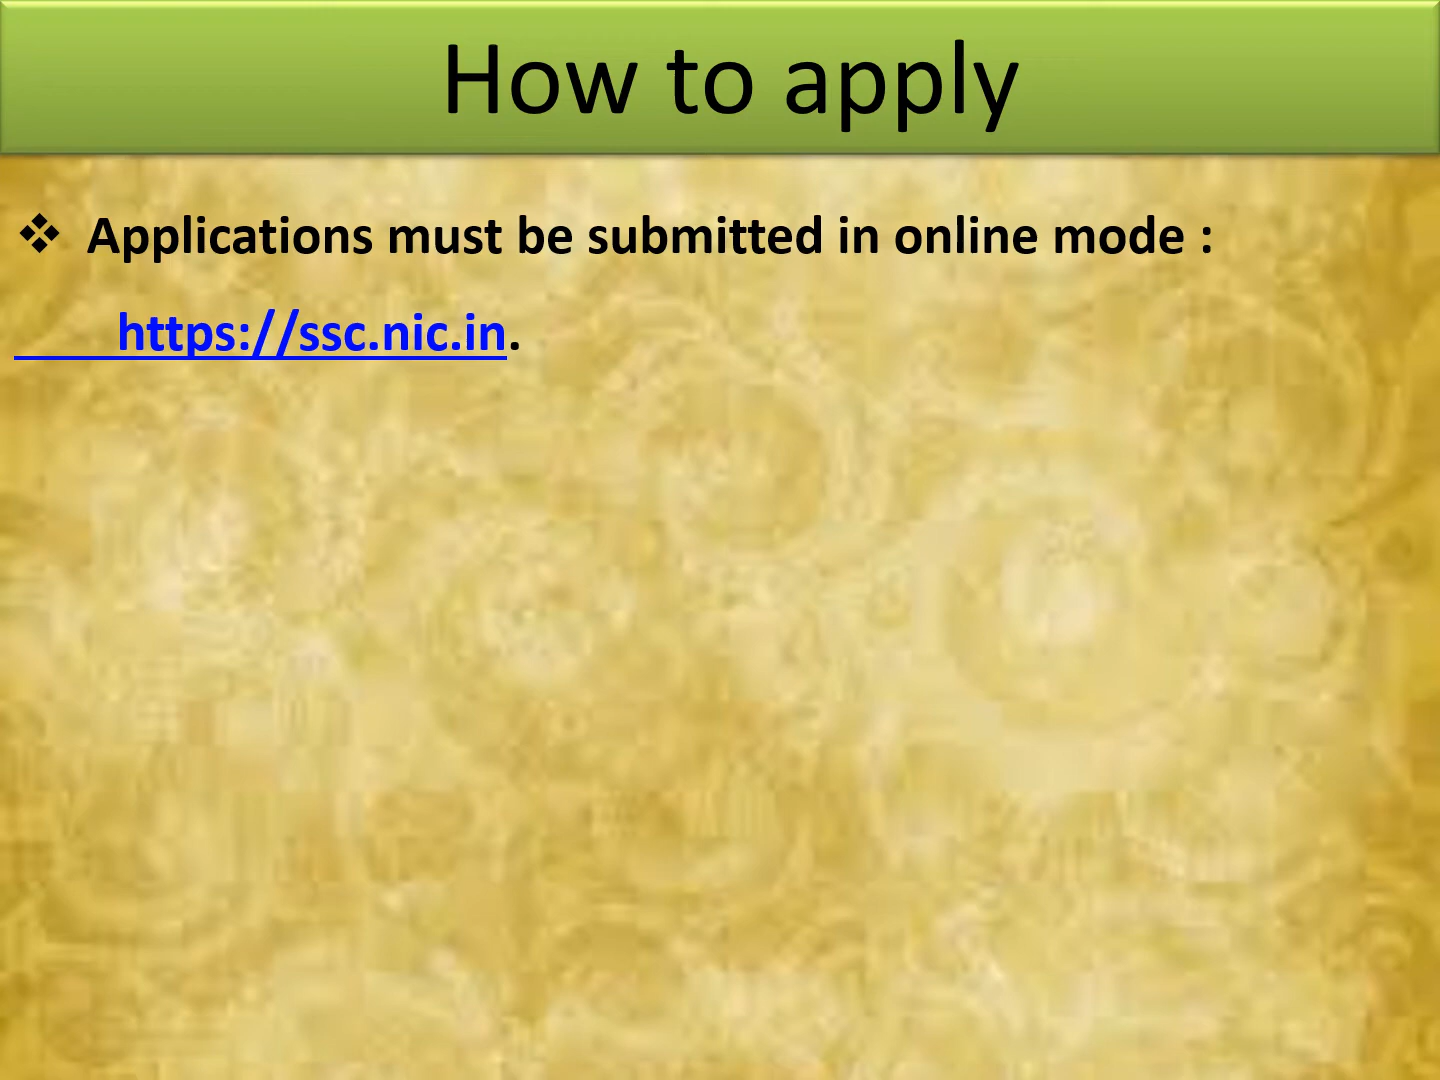 How to apply
❖ Applications must be submitted in online mode :
https://ssc.nic.in.